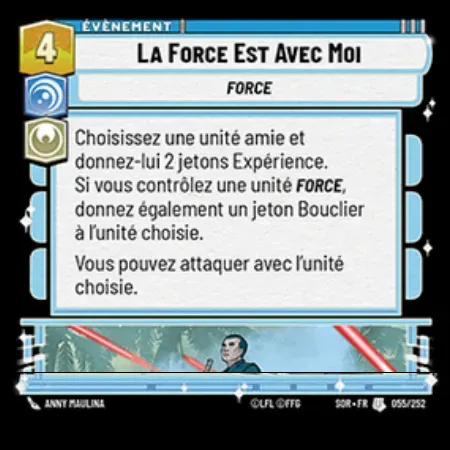 ÉVÈNEMENT
4
LA FORCE EST AVEC MOI
FORCE
Choisissez une unité amie et
donnez-lui 2 jetons Expérience.
Si vous contrôlez une unité FORCE,
donnez également un jeton Bouclier
à l'unité choisie.
Vous pouvez attaquer avec l'unité
choisie.
ANNY MAULINA
©LFL ©FFG
SOR • FR
055/252